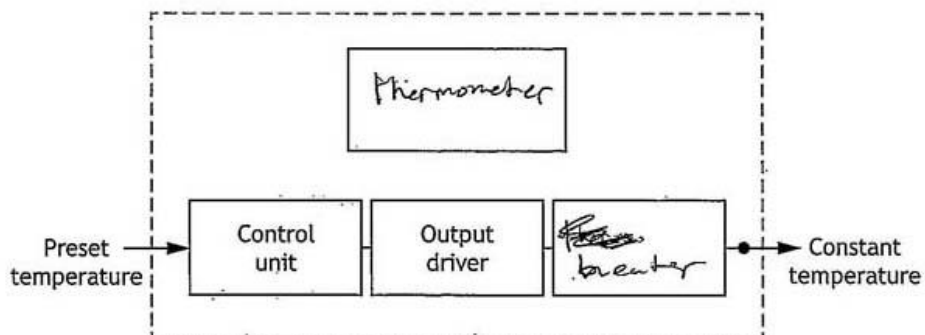 Thermometer
Preset
temperature
Control
unit
Output
driver
heater
Constant
temperature